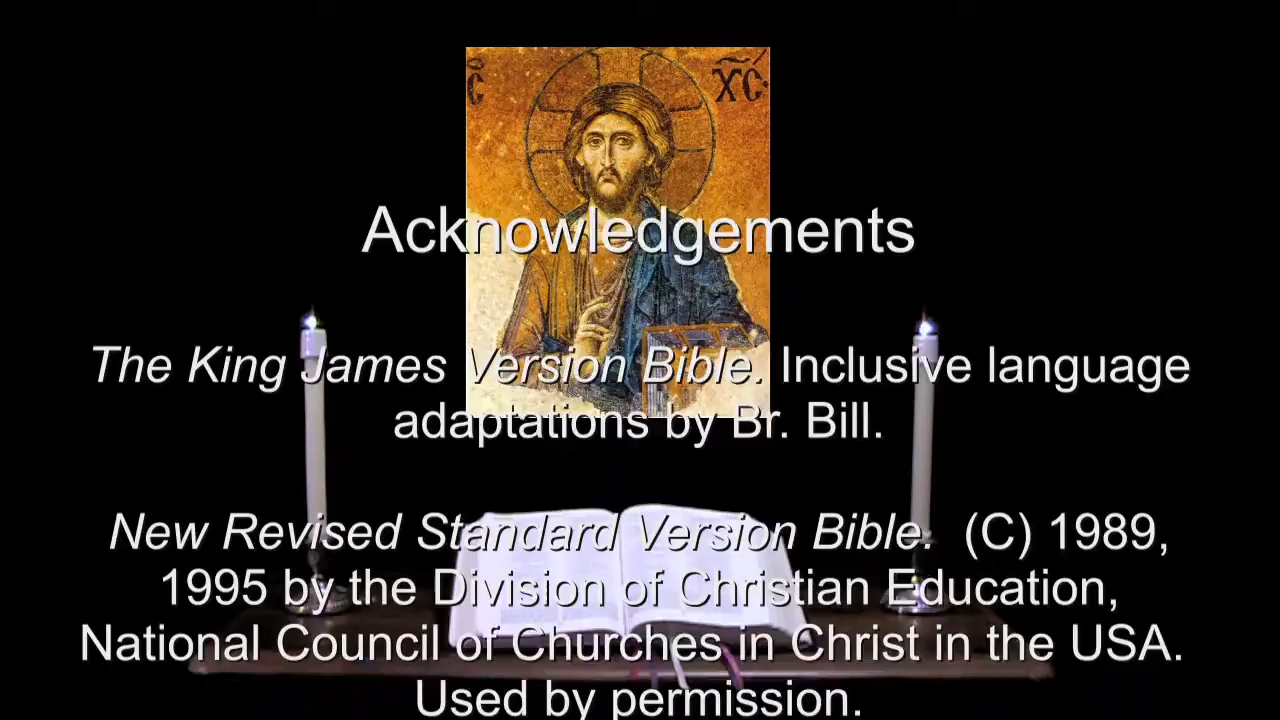 C XC
Acknowledgements
The King James Version Bible. Inclusive language
adaptations by Br. Bill.
New Revised Standard Version Bible.  (C) 1989,
1995 by the Division of Christian Education,
National Council of Churches in Christ in the USA.
Used by permission.